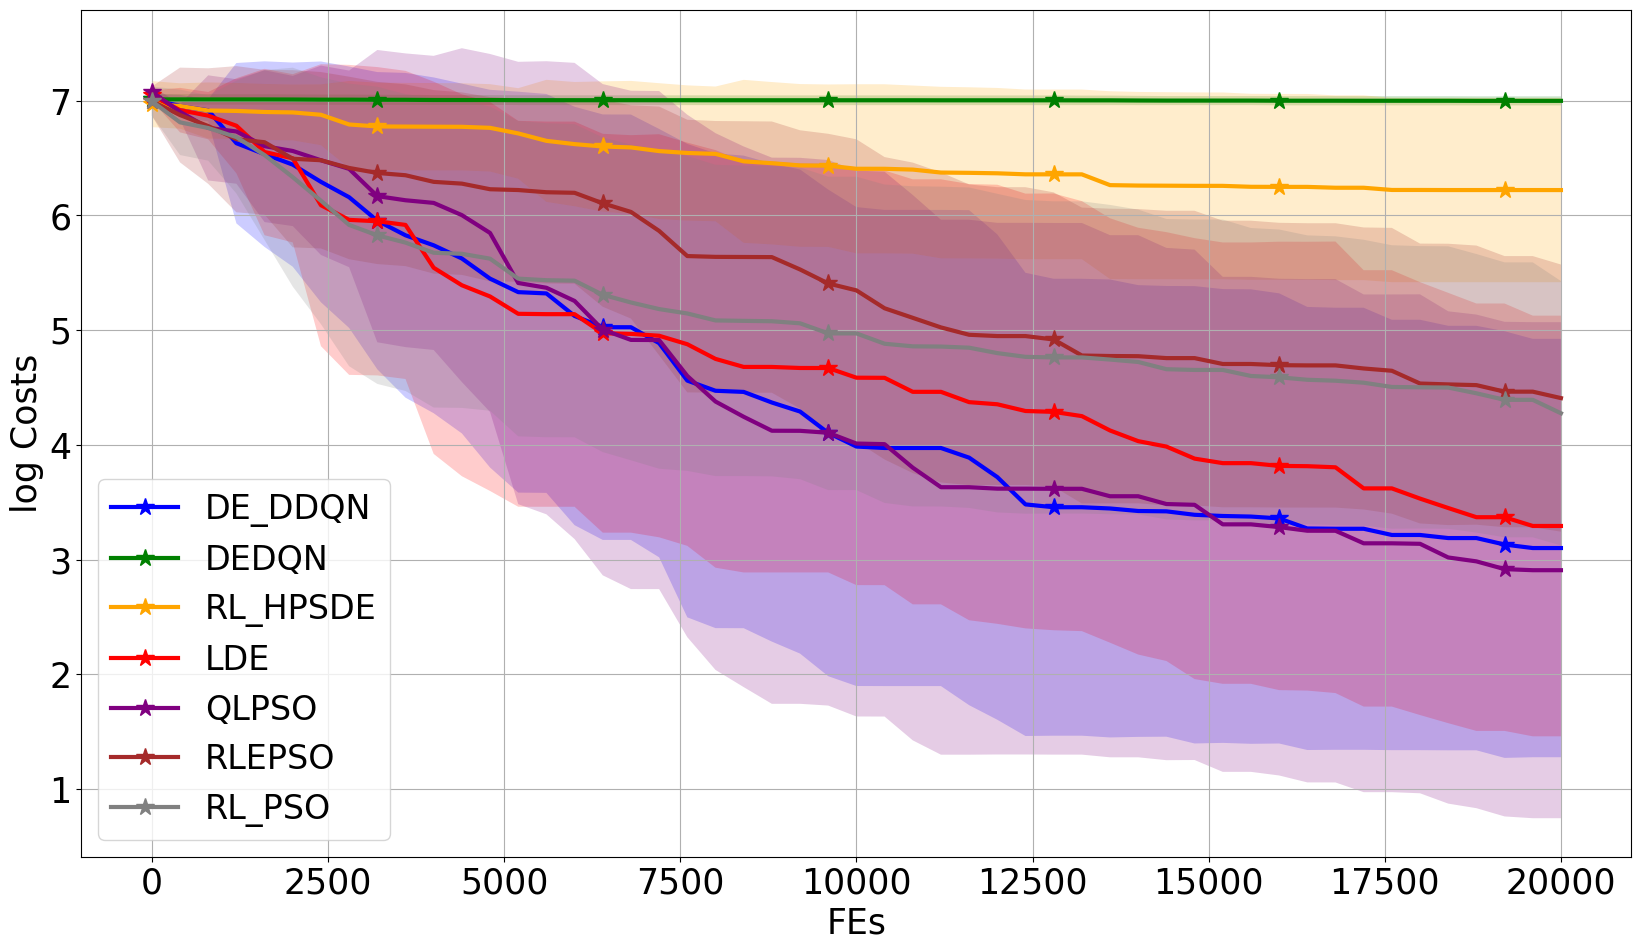 log Costs
7
6
5
4
3
2
1
DE_DDQN
DEDQN
RL_HPSDE
LDE
QLPSO
RLEPSO
RL_PSO
0 2500 5000 7500 10000 12500 15000 17500 20000
FEs